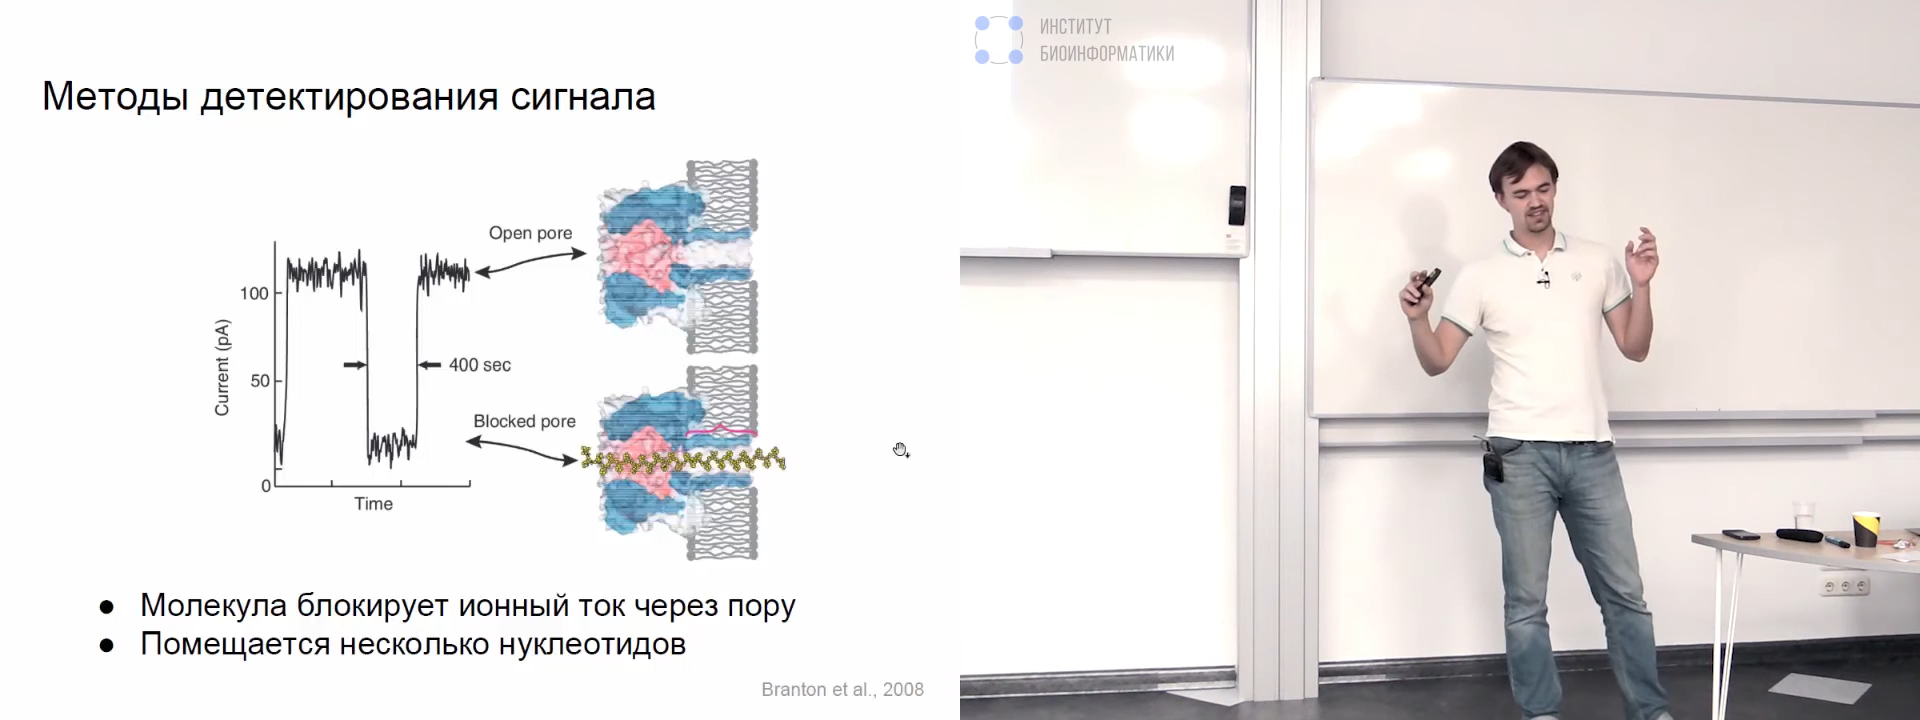 Методы детектирования сигнала
Open pore
100
50
0
Current (pA)
400 sec
Blocked pore
Time
● Молекула блокирует ионный ток через пору
● Помещается несколько нуклеотидов
Branton et al., 2008
ИНСТИТУТ
БИОИНФОРМАТИКИ